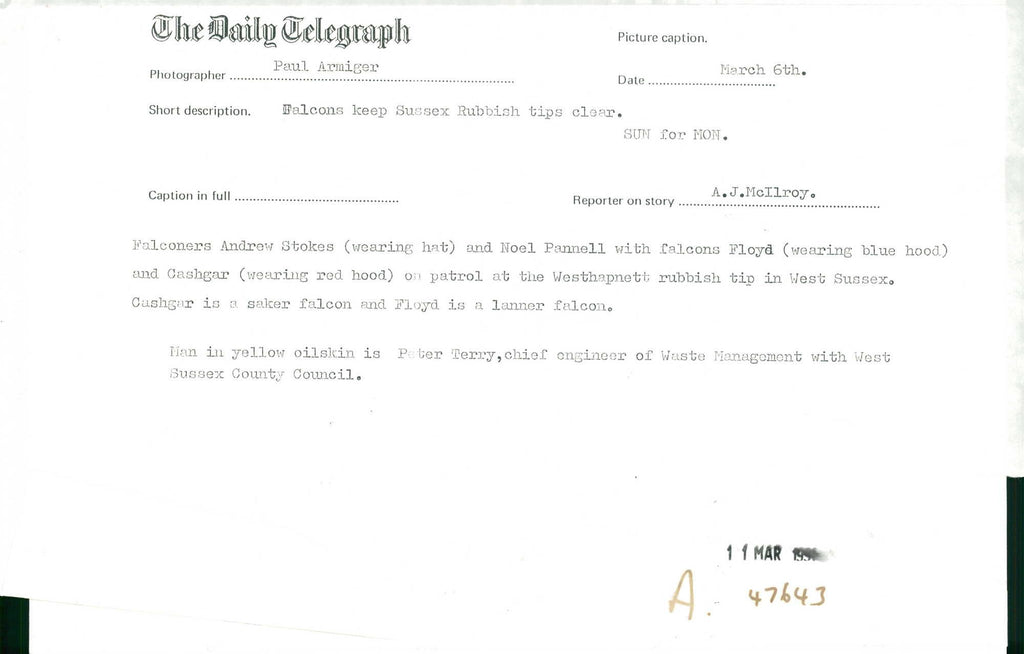 The Daily Telegraph
Picture caption.
Photographer Paul Armiger
Date March 6th.
Short description. Falcons keep Sussex Rubbish tips clear.
SUN for MON.
Caption in full
Reporter on story A.J.McIlroy.
Falconers Andrew Stokes (wearing hat) and Noel Pannell with falcons Floyd (wearing blue hood)
and Cashgar (wearing red hood) on patrol at the Westhapnett rubbish tip in West Sussex.
Cashgar is a saker falcon and Floyd is a lanner falcon.
Man in yellow oilskin is Peter Terry,chief engineer of Waste Management with West
Sussex County Council.
11 MAR
A. 47643